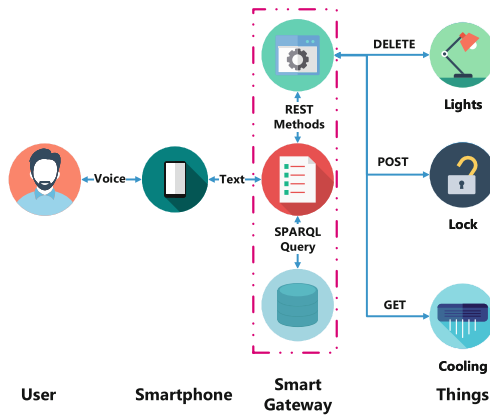 DELETE
Lights
REST
Methods
Voice
Text
POST
Lock
SPARQL
Query
GET
Cooling
User
Smartphone
Smart
Gateway
Things